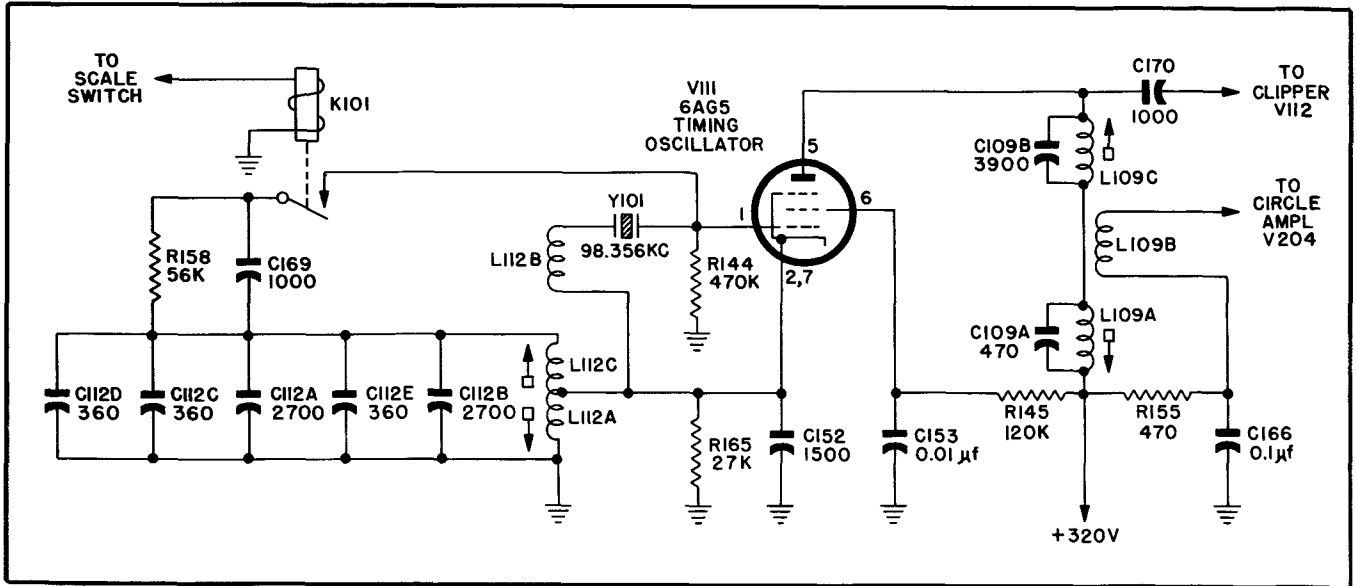 TO
SCALE
SWITCH
K101
V111
6AG5
TIMING
OSCILLATOR
5
C170
1000
TO
CLIPPER
V112
C109B
3900
L109C
TO
CIRCLE
AMPL
V204
L109B
R158
56K
C169
1000
L112B
Y101
98.356KC
1
6
R144
470K
2,7
C109A
470
L109A
C112D
360
C112C
360
C112A
2700
C112E
360
C112B
2700
L112C
L112A
R165
27K
C152
1500
C153
0.01 µf
R145
120K
R155
470
C166
0.1µf
+320V